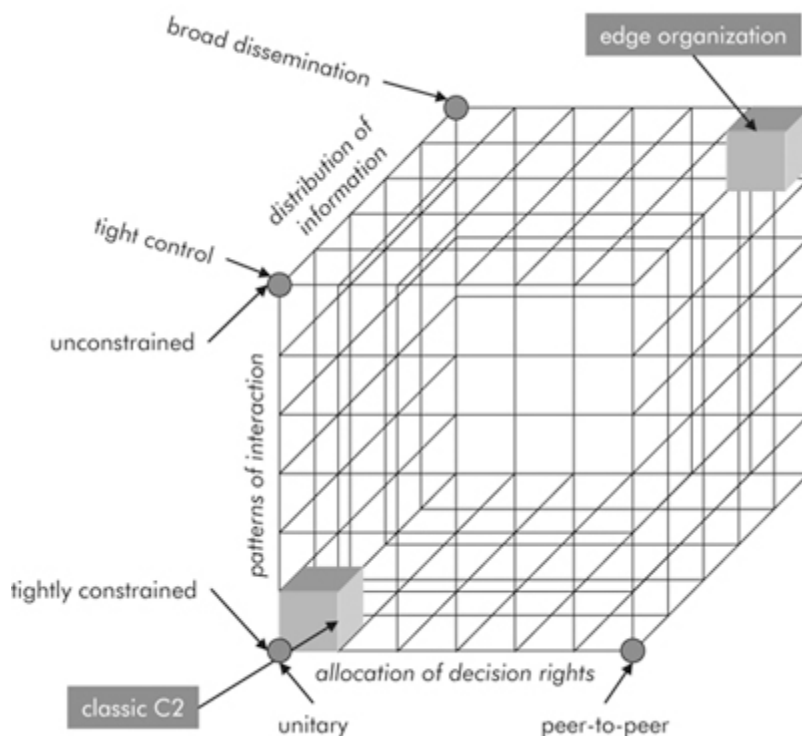 broad dissemination
edge organization
distribution of
information
tight control
unconstrained
patterns of interaction
tightly constrained
allocation of decision rights
classic C2
unitary
peer-to-peer